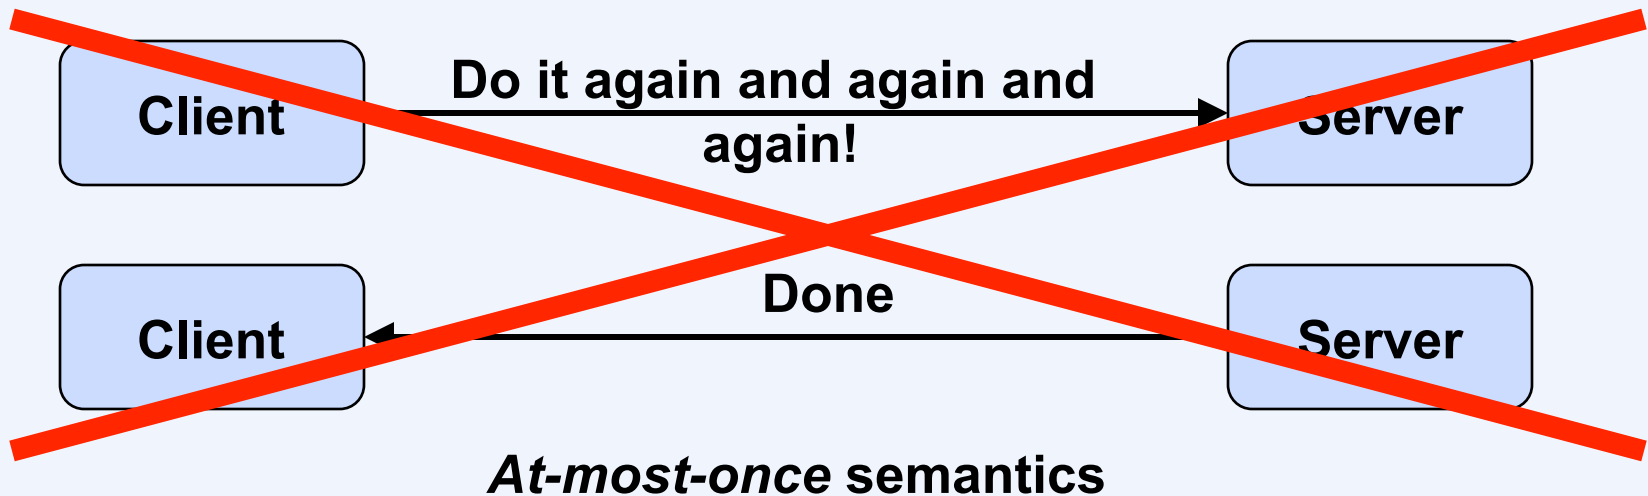 Do it again and again and
Client
Server
again!
Done
Client
Server
At-most-once semantics